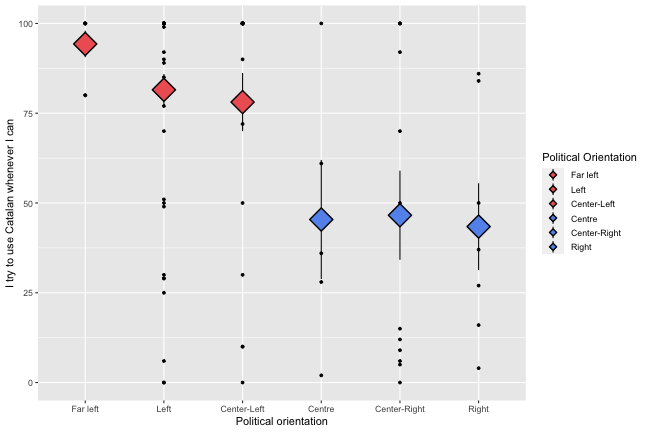 100
75
50
25
0
I try to use Catalan whenever I can
Far left
Left
Center-Left
Centre
Center-Right
Right
Political orientation
Political Orientation
Far left
Left
Center-Left
Centre
Center-Right
Right